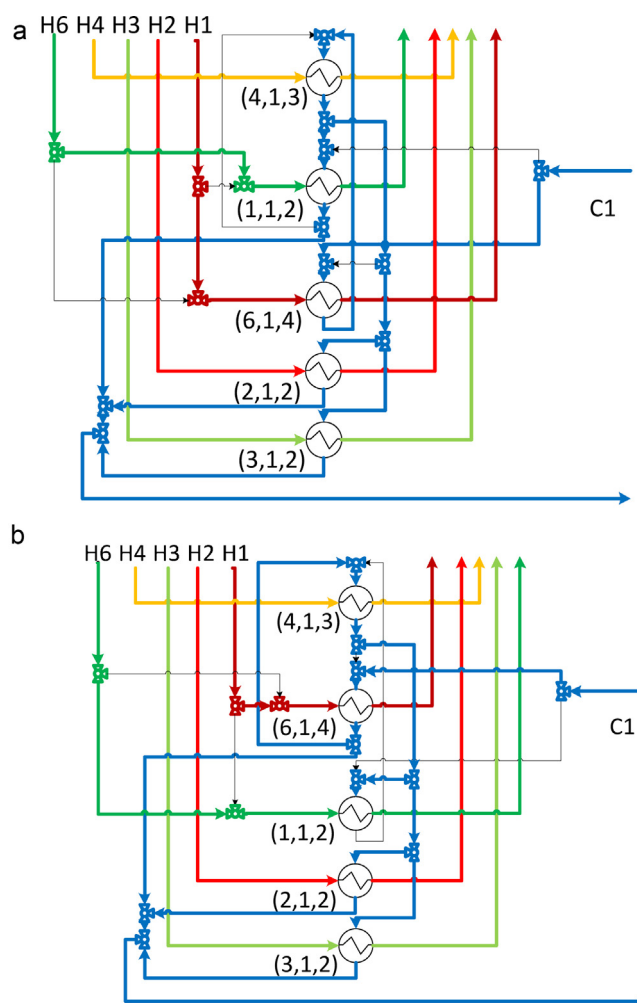 a
H6 H4 H3 H2 H1
(4,1,3)
(1,1,2)
C1
(6,1,4)
(2,1,2)
(3,1,2)
b
H6 H4 H3 H2 H1
(4,1,3)
(6,1,4)
C1
(1,1,2)
(2,1,2)
(3,1,2)